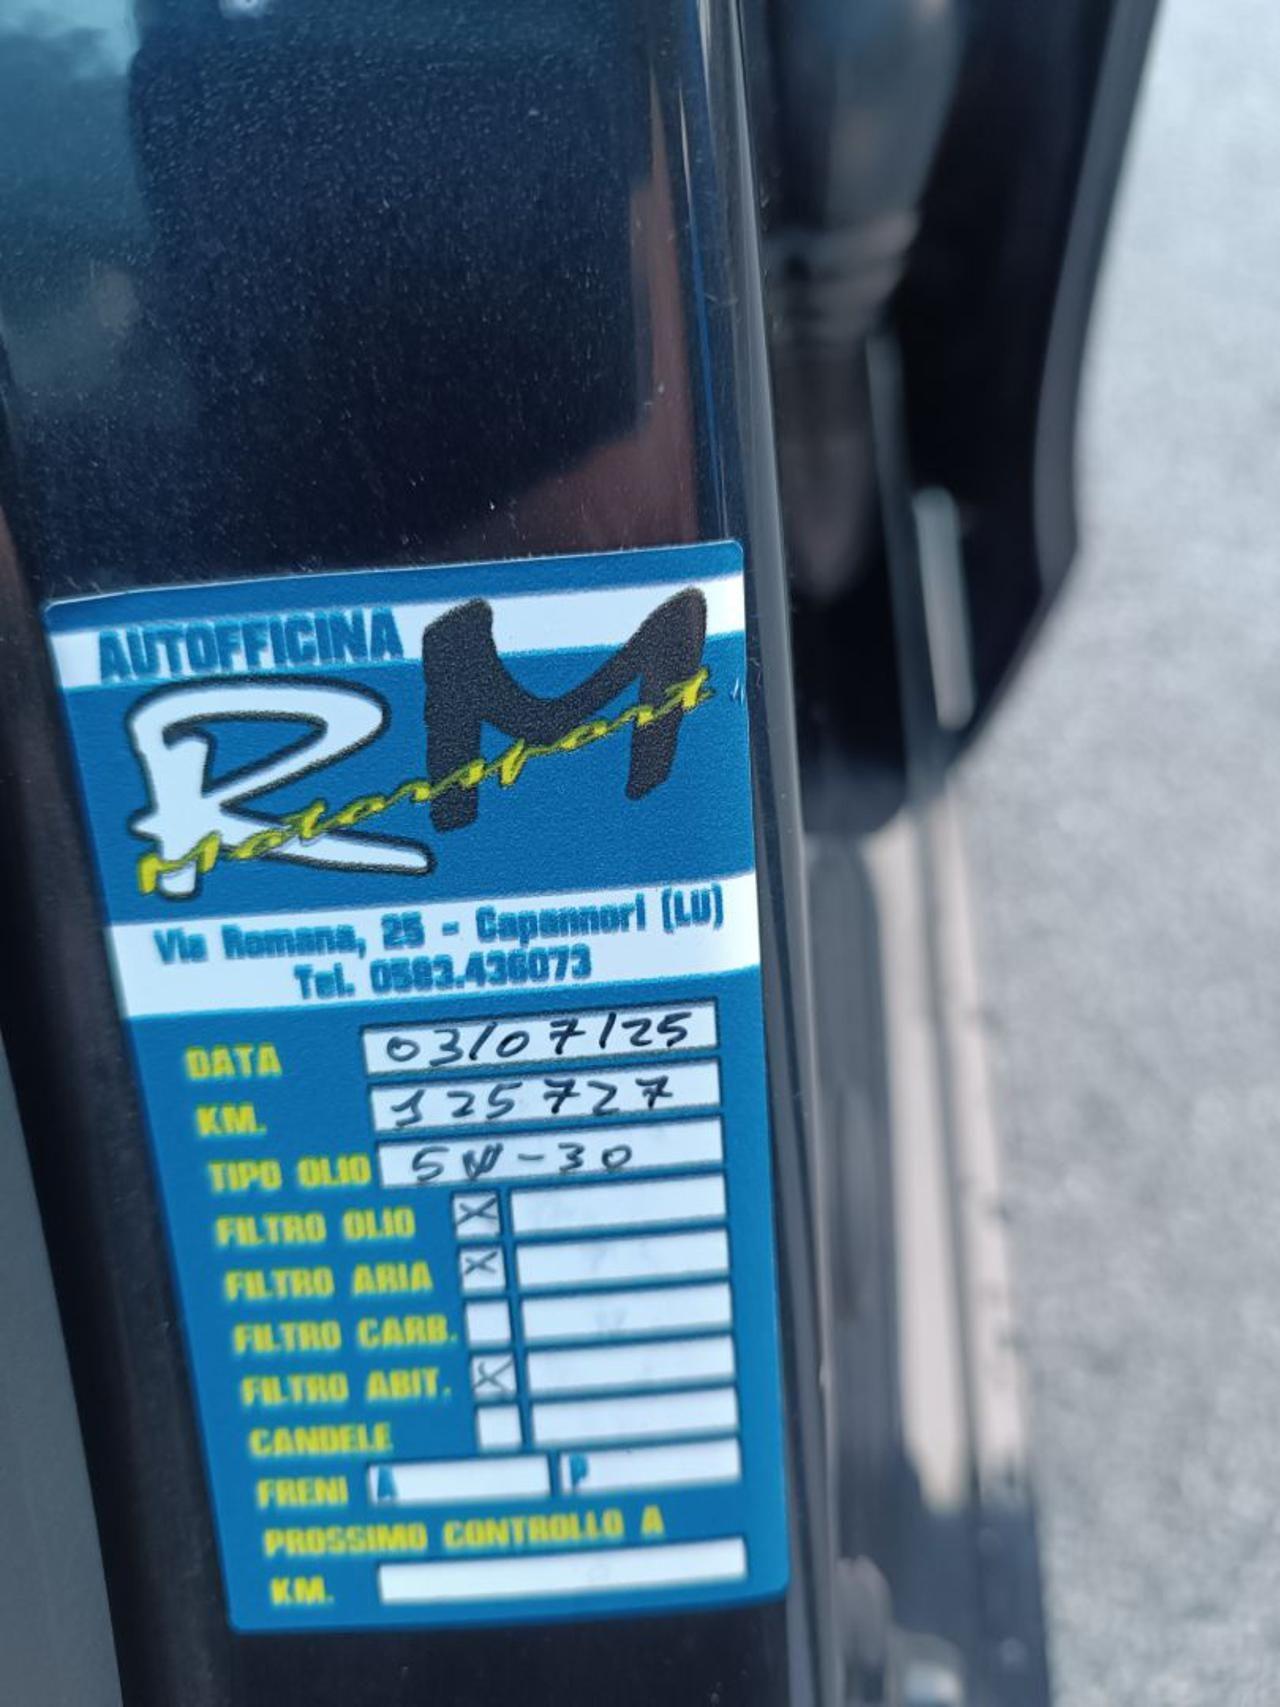 AUTOFFICINA
RM
Motorsport
Via Romana, 25 - Capannori (LU)
Tel. 0583.436073
DATA 03/07/25
KM. 125727
TIPO OLIO 5W-30
FILTRO OLIO X
FILTRO ARIA X
FILTRO CARB.
FILTRO ABIT. X
CANDELE
FRENI A P
PROSSIMO CONTROLLO A
KM.